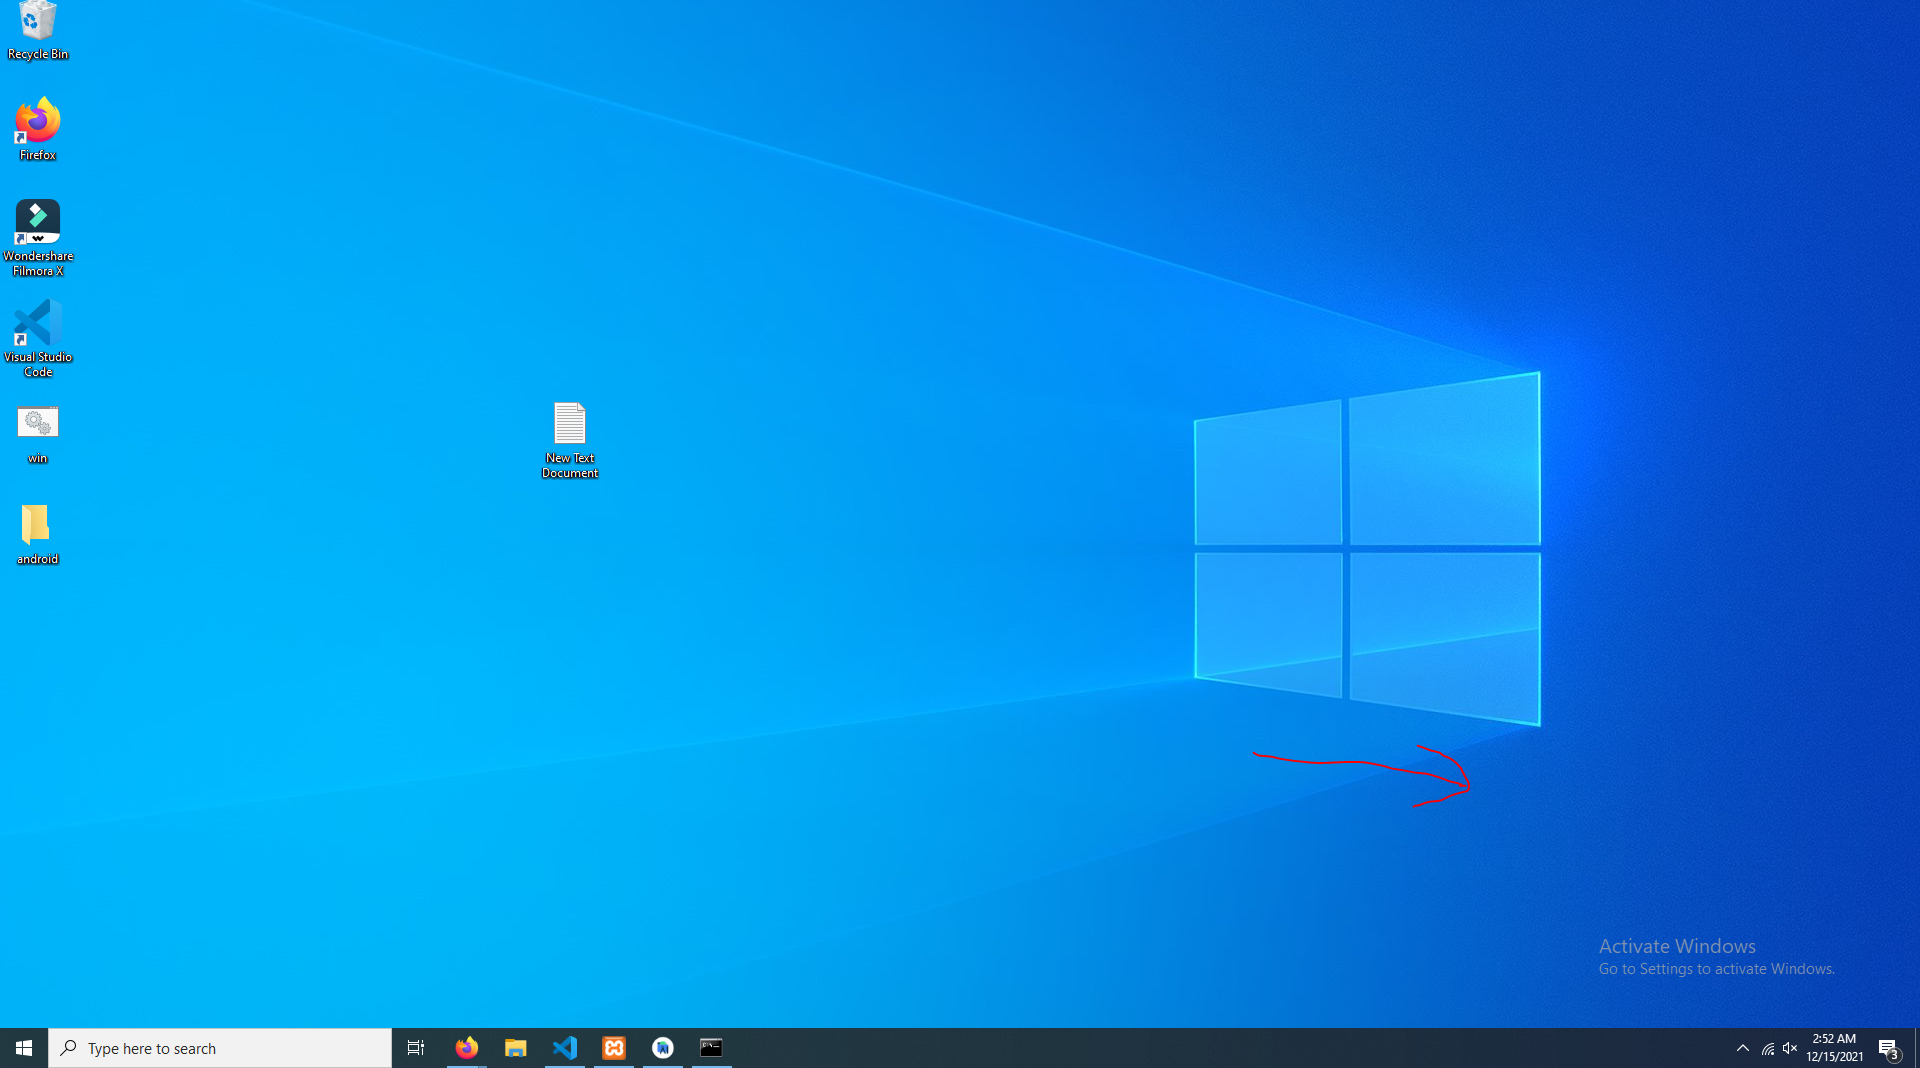 Recycle Bin
Firefox
Wondershare
Filmora X
Visual Studio
Code
win
android
New Text
Document
Activate Windows
Go to Settings to activate Windows.
Type here to search
2:52 AM
12/15/2021
3